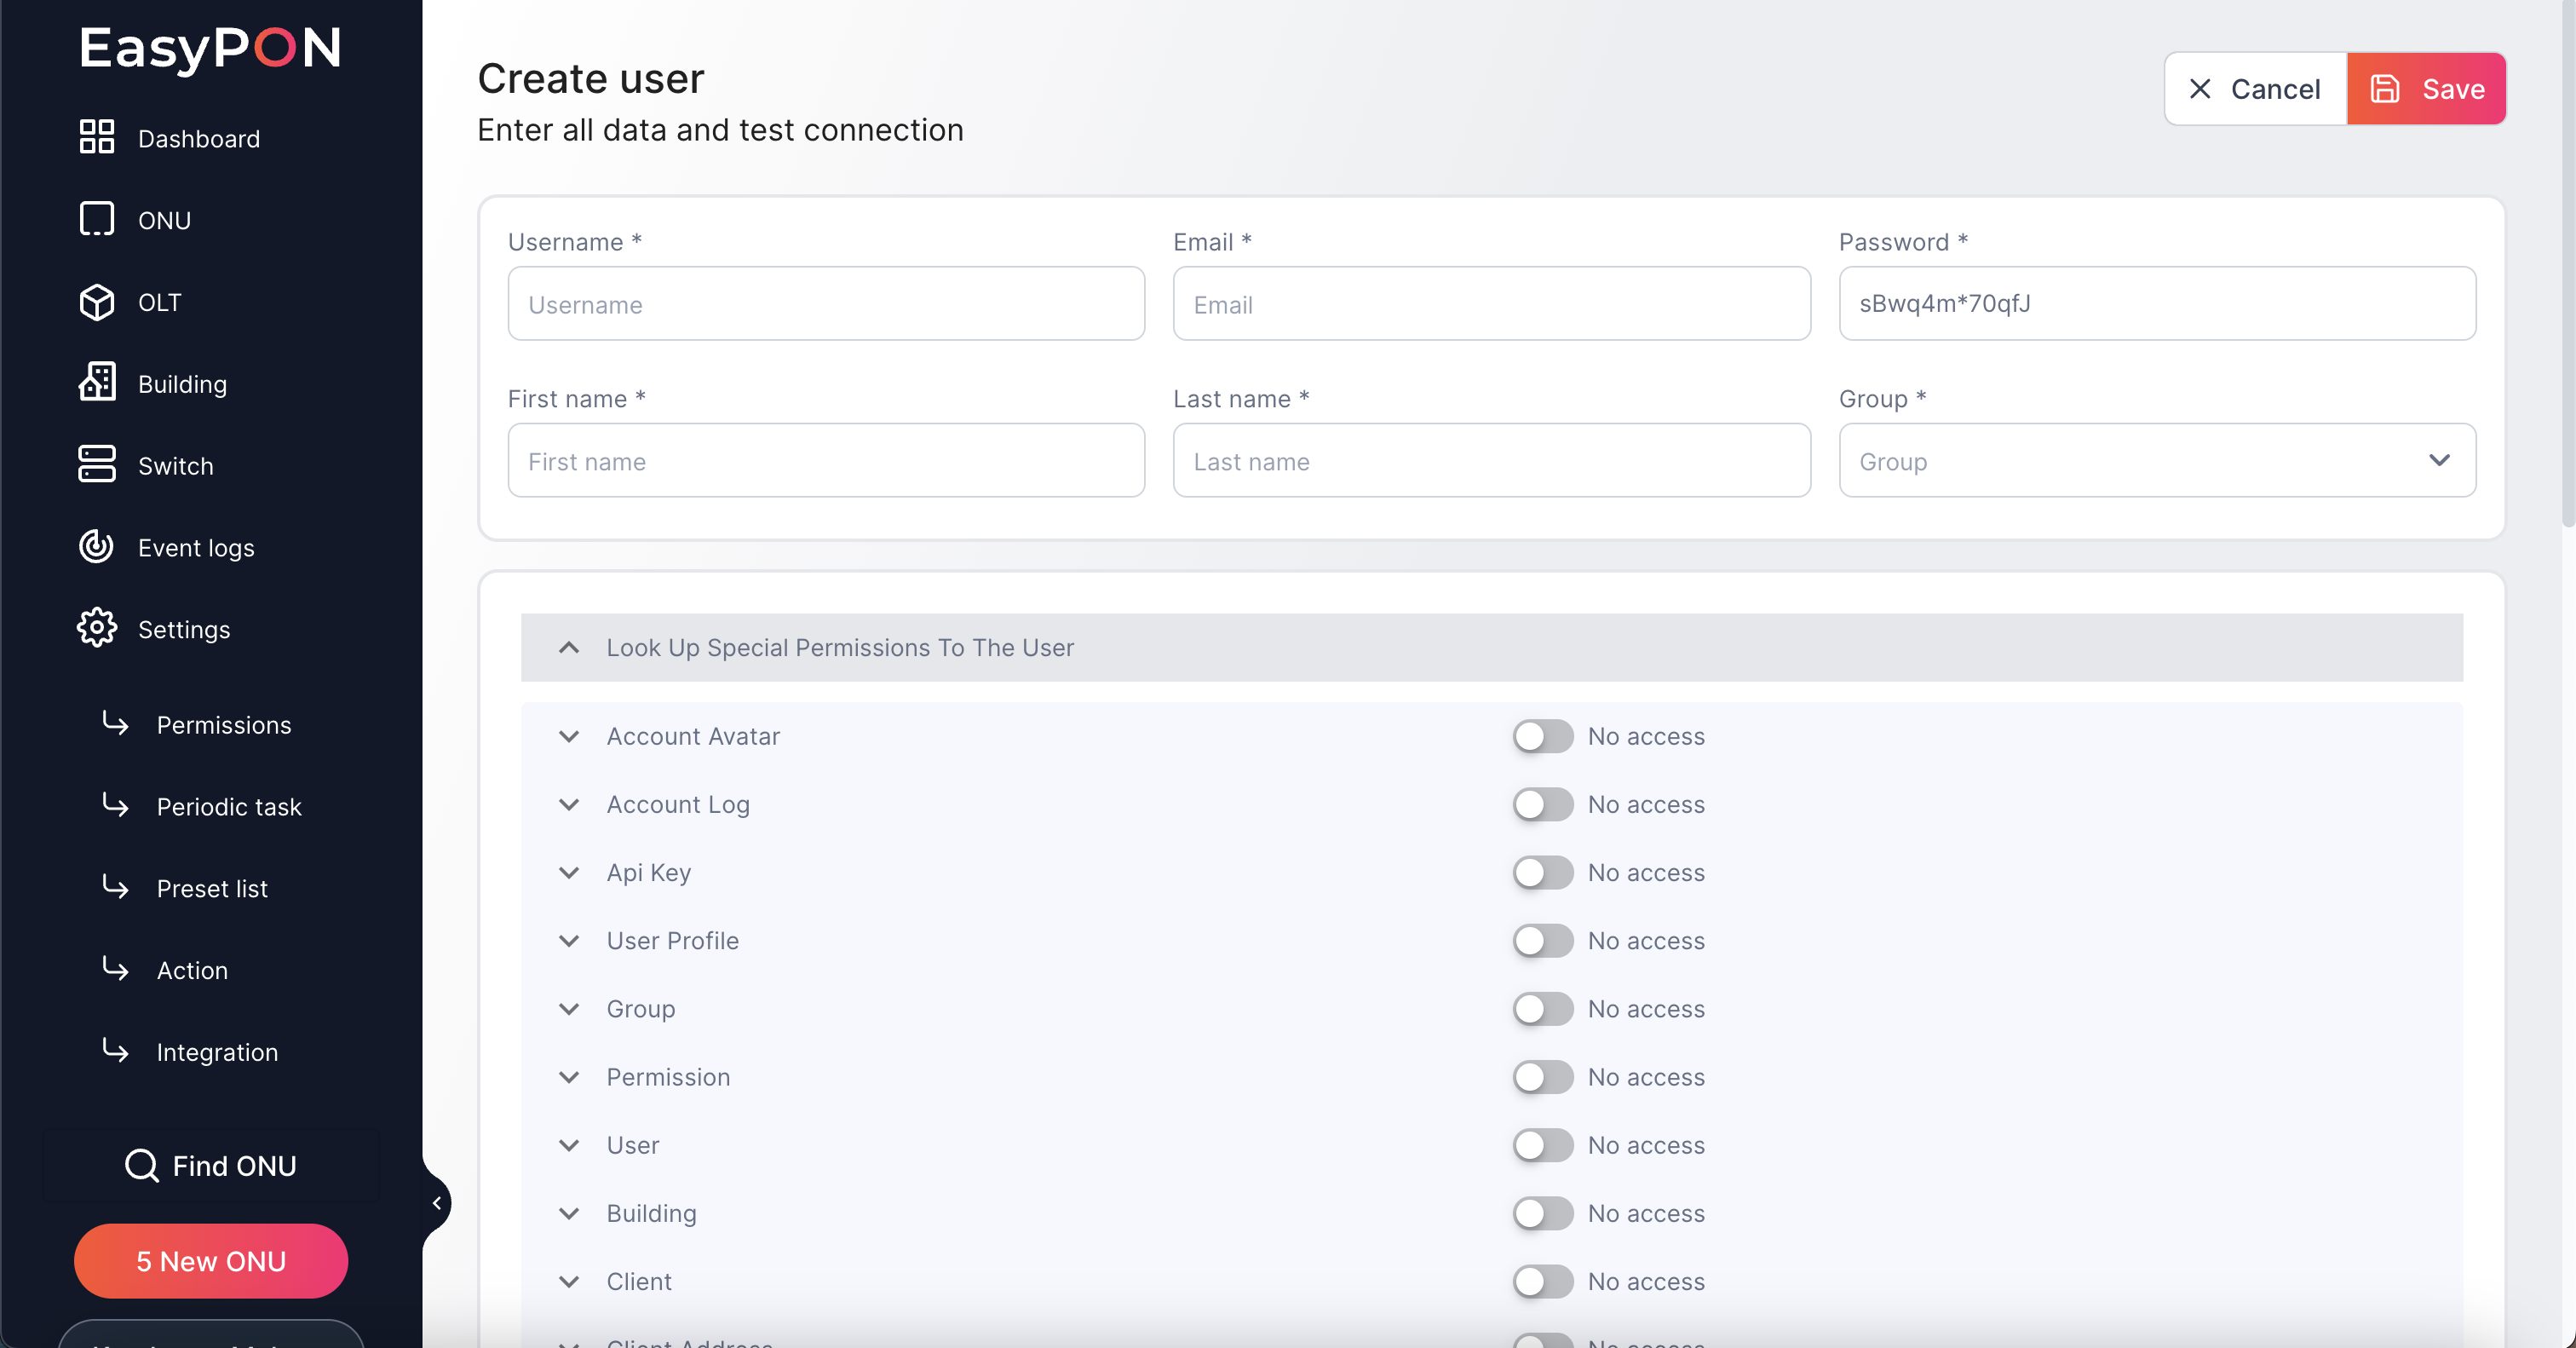 EasyPON
Dashboard
ONU
OLT
Building
Switch
Event logs
Settings
Permissions
Periodic task
Preset list
Action
Integration
Find ONU
5 New ONU
Create user
Enter all data and test connection
Cancel
Save
Username *
Username
Email *
Email
Password *
sBwq4m*70qfJ
First name *
First name
Last name *
Last name
Group *
Group
Look Up Special Permissions To The User
Account Avatar No access
Account Log No access
Api Key No access
User Profile No access
Group No access
Permission No access
User No access
Building No access
Client No access
Client Address No access